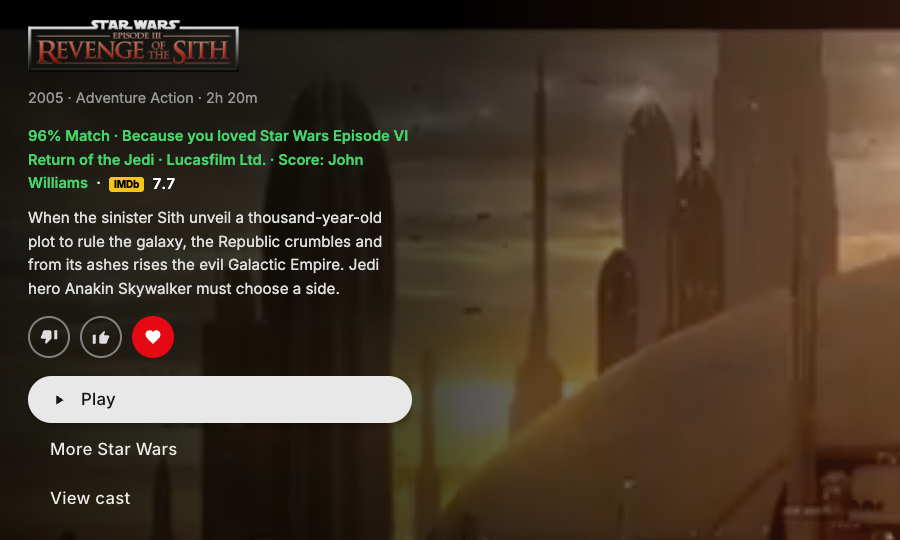 STAR WARS
EPISODE III
REVENGE OF THE SITH
2005 · Adventure Action · 2h 20m
96% Match · Because you loved Star Wars Episode VI
Return of the Jedi · Lucasfilm Ltd. · Score: John
Williams · IMDb 7.7
When the sinister Sith unveil a thousand-year-old
plot to rule the galaxy, the Republic crumbles and
from its ashes rises the evil Galactic Empire. Jedi
hero Anakin Skywalker must choose a side.
Play
More Star Wars
View cast